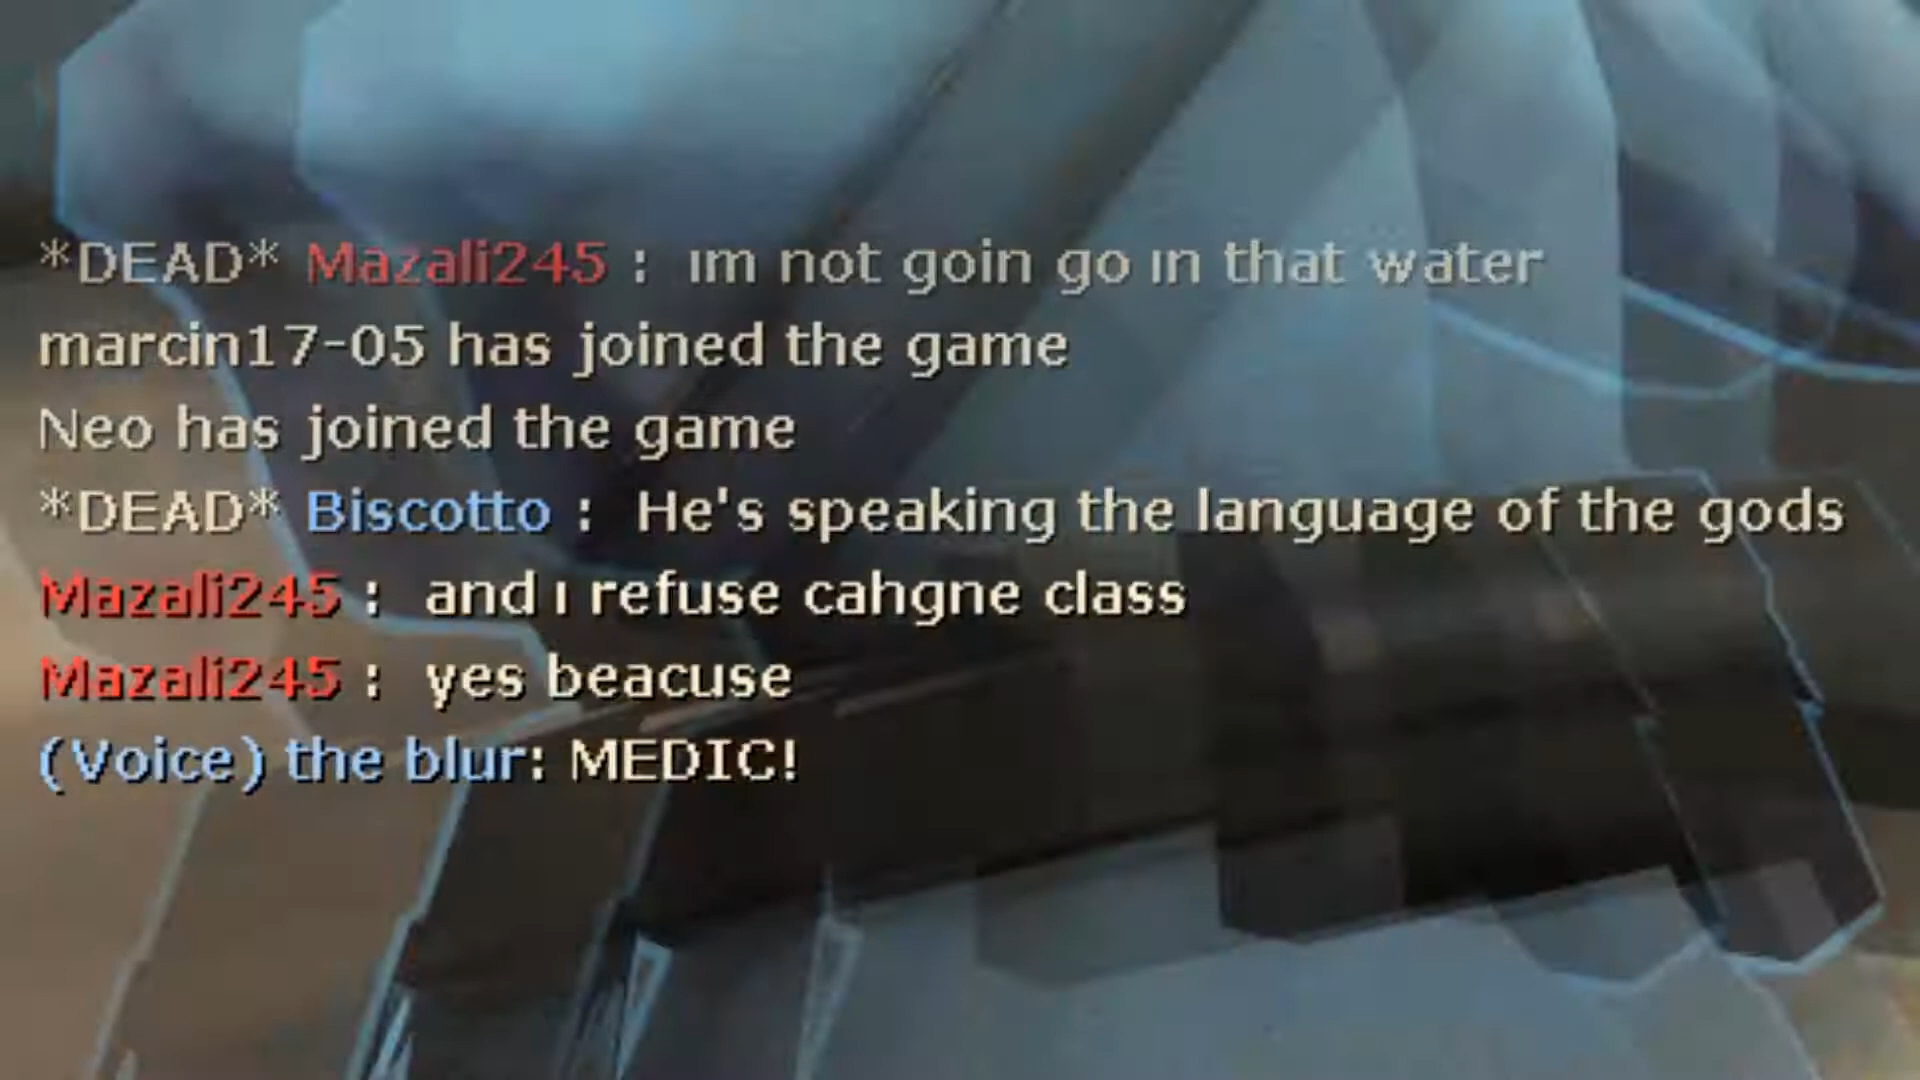 *DEAD* Mazali245 :  ım not goin go ın that water
marcin17-05 has joined the game
Neo has joined the game
*DEAD* Biscotto :  He's speaking the language of the gods
Mazali245 :  and ı refuse cahgne class
Mazali245 :  yes beacuse
(Voice) the blur: MEDIC!